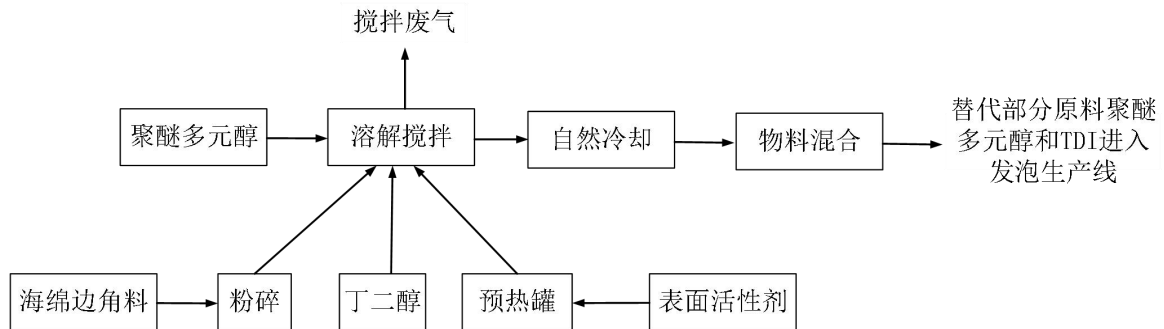 搅拌废气
聚醚多元醇
溶解搅拌
自然冷却
物料混合
替代部分原料聚醚
多元醇和TDI进入
发泡生产线
海绵边角料
粉碎
丁二醇
预热罐
表面活性剂